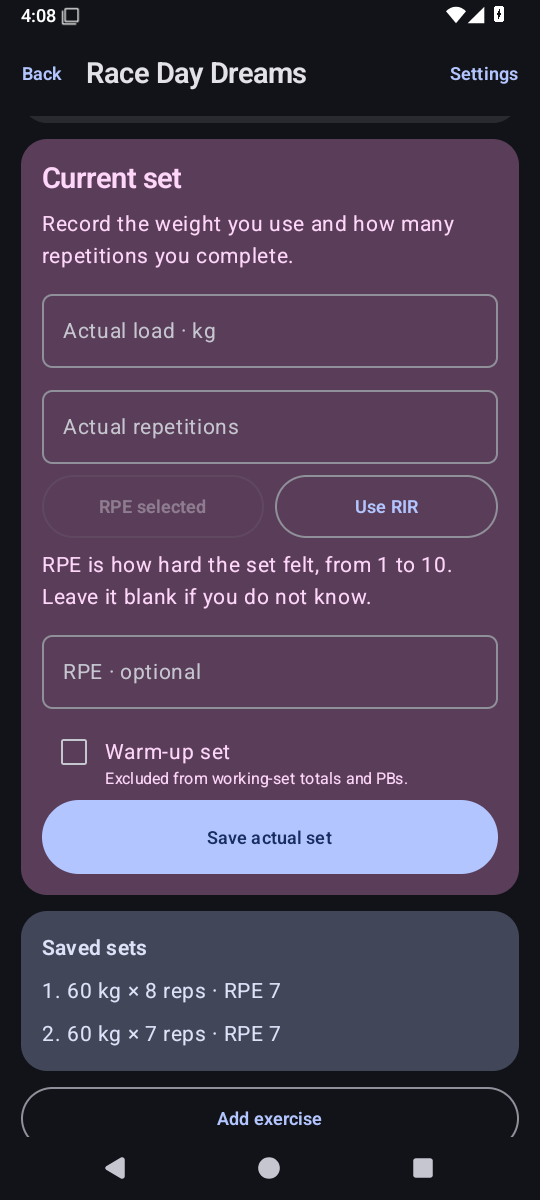 4:08
Back Race Day Dreams Settings
Current set
Record the weight you use and how many
repetitions you complete.
Actual load · kg
Actual repetitions
RPE selected Use RIR
RPE is how hard the set felt, from 1 to 10.
Leave it blank if you do not know.
RPE · optional
Warm-up set
Excluded from working-set totals and PBs.
Save actual set
Saved sets
1. 60 kg × 8 reps · RPE 7
2. 60 kg × 7 reps · RPE 7
Add exercise